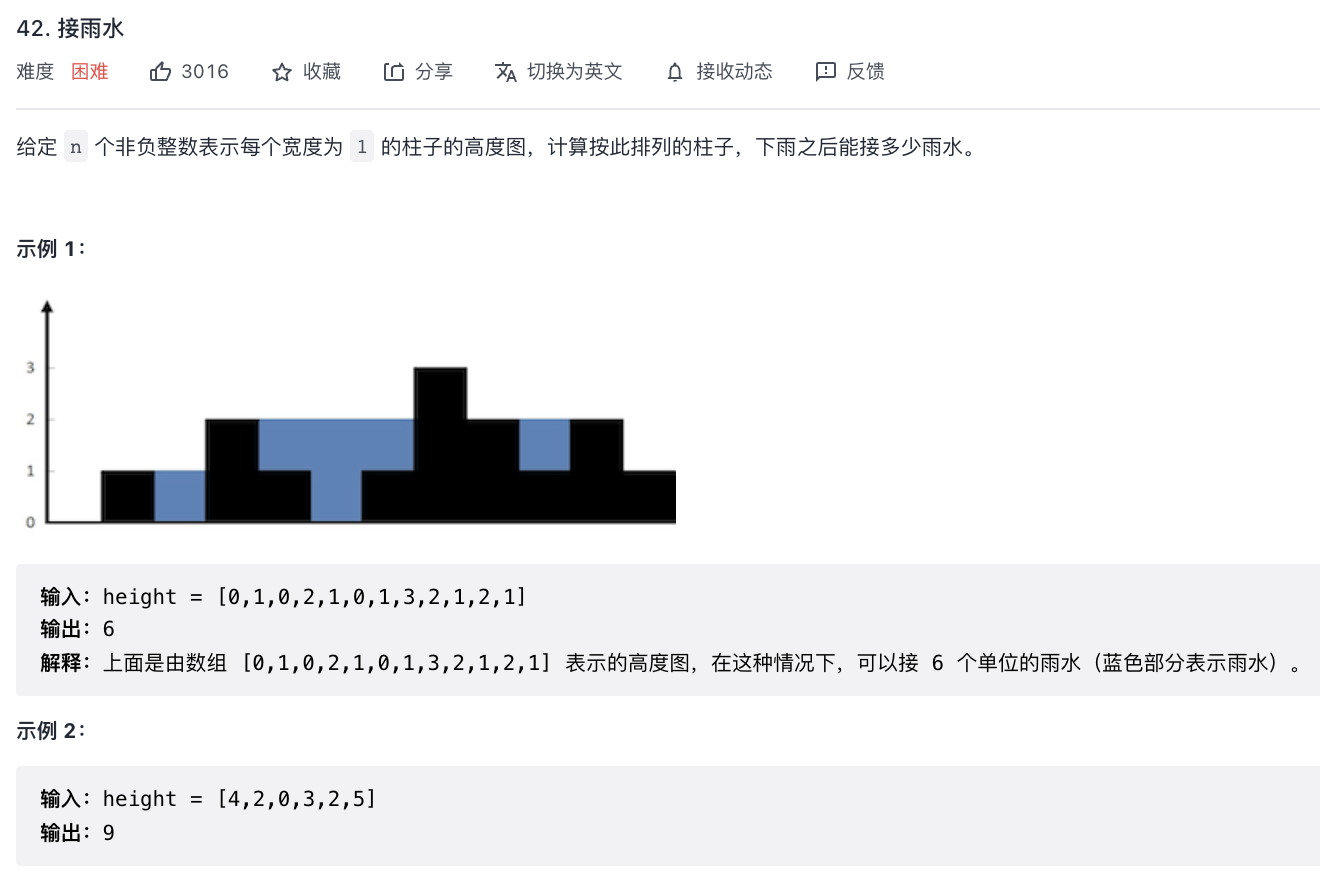 42. 接雨水
难度 困难 3016 收藏 分享 切换为英文 接收动态 反馈
给定 n 个非负整数表示每个宽度为 1 的柱子的高度图，计算按此排列的柱子，下雨之后能接多少雨水。
示例 1：
3
2
1
0
输入：height = [0,1,0,2,1,0,1,3,2,1,2,1]
输出：6
解释：上面是由数组 [0,1,0,2,1,0,1,3,2,1,2,1] 表示的高度图，在这种情况下，可以接 6 个单位的雨水（蓝色部分表示雨水）。
示例 2：
输入：height = [4,2,0,3,2,5]
输出：9